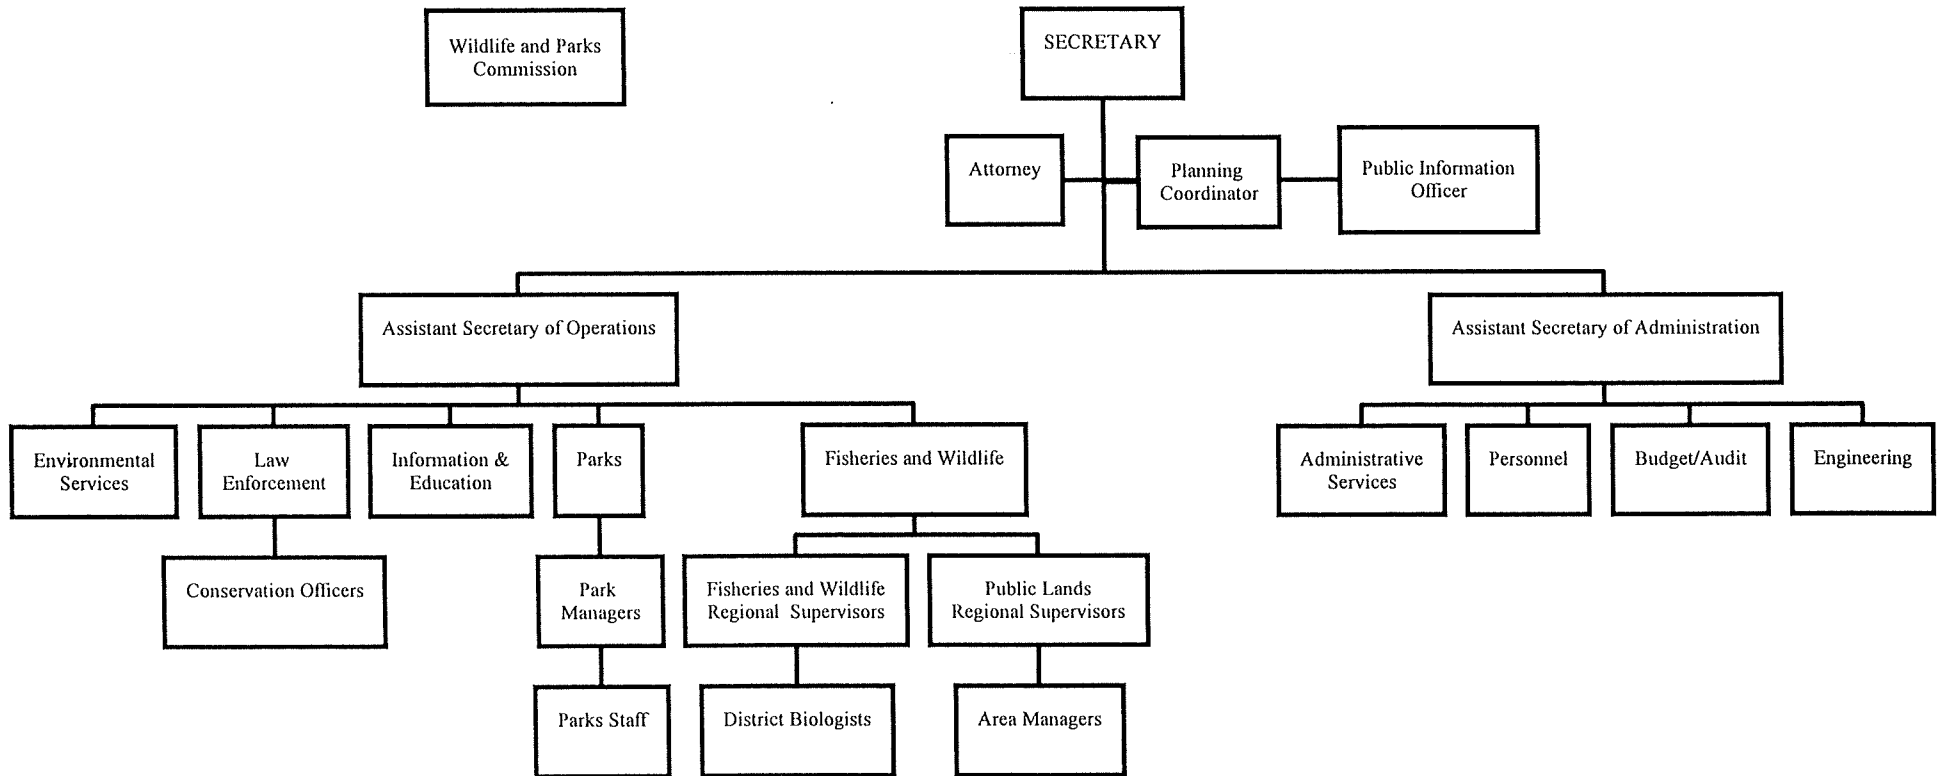 Wildlife and Parks
Commission
SECRETARY
Attorney
Planning
Coordinator
Public Information
Officer
Assistant Secretary of Operations
Assistant Secretary of Administration
Environmental
Services
Law
Enforcement
Information &
Education
Parks
Fisheries and Wildlife
Administrative
Services
Personnel
Budget/Audit
Engineering
Conservation Officers
Park
Managers
Fisheries and Wildlife
Regional Supervisors
Public Lands
Regional Supervisors
Parks Staff
District Biologists
Area Managers